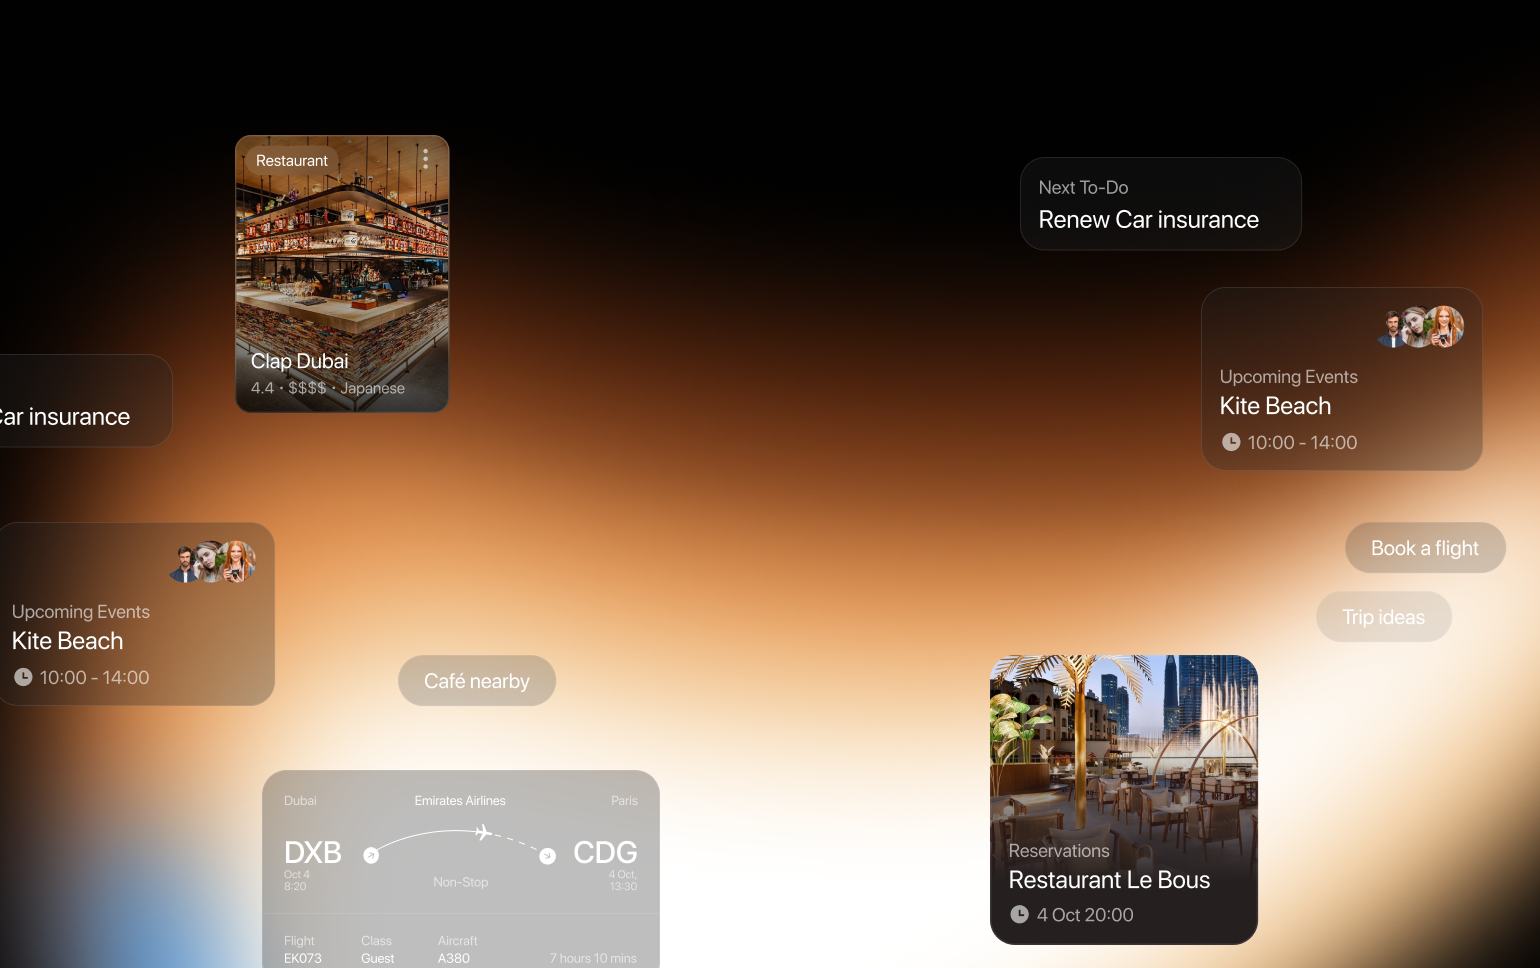 Restaurant
Clap Dubai
4.4 • $$$$ • Japanese
Next To-Do
Renew Car insurance
Car insurance
Upcoming Events
Kite Beach
10:00 - 14:00
Upcoming Events
Kite Beach
10:00 - 14:00
Book a flight
Trip ideas
Café nearby
Dubai
Emirates Airlines
Paris
DXB
CDG
Oct 4
8:20
Non-Stop
4 Oct,
13:30
Flight
Class
Aircraft
EK073
Guest
A380
7 hours 10 mins
Reservations
Restaurant Le Bous
4 Oct 20:00